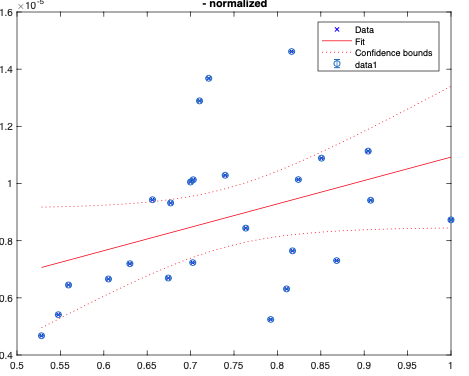 - normalized
×10⁻⁵
1.6
1.4
1.2
1
0.8
0.6
0.4
0.5 0.55 0.6 0.65 0.7 0.75 0.8 0.85 0.9 0.95 1
Data
Fit
Confidence bounds
data1